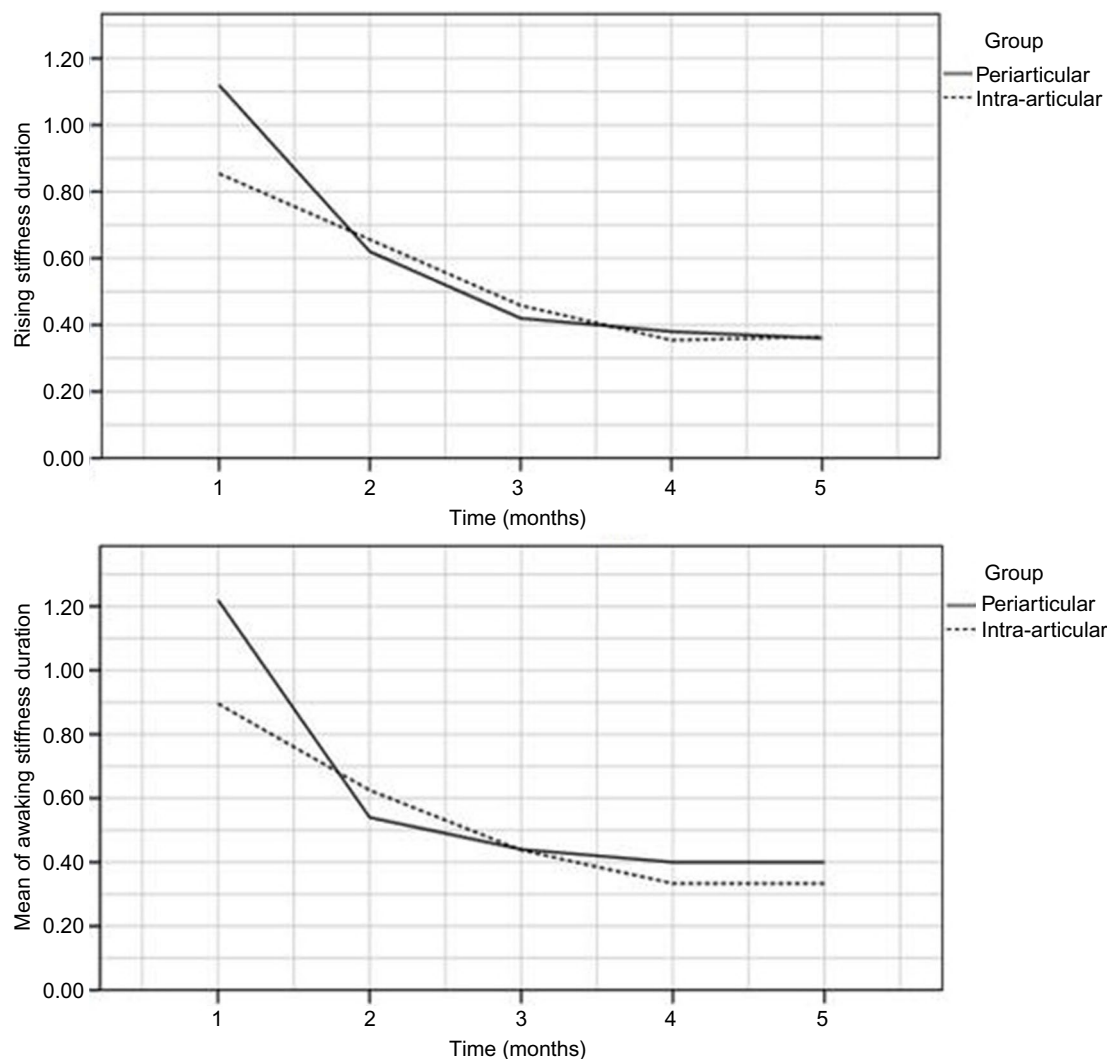 Group
Periarticular
Intra-articular
Rising stiffness duration
1.20
1.00
0.80
0.60
0.40
0.20
0.00
1 2 3 4 5
Time (months)
Group
Periarticular
Intra-articular
Mean of awaking stiffness duration
1.20
1.00
0.80
0.60
0.40
0.20
0.00
1 2 3 4 5
Time (months)